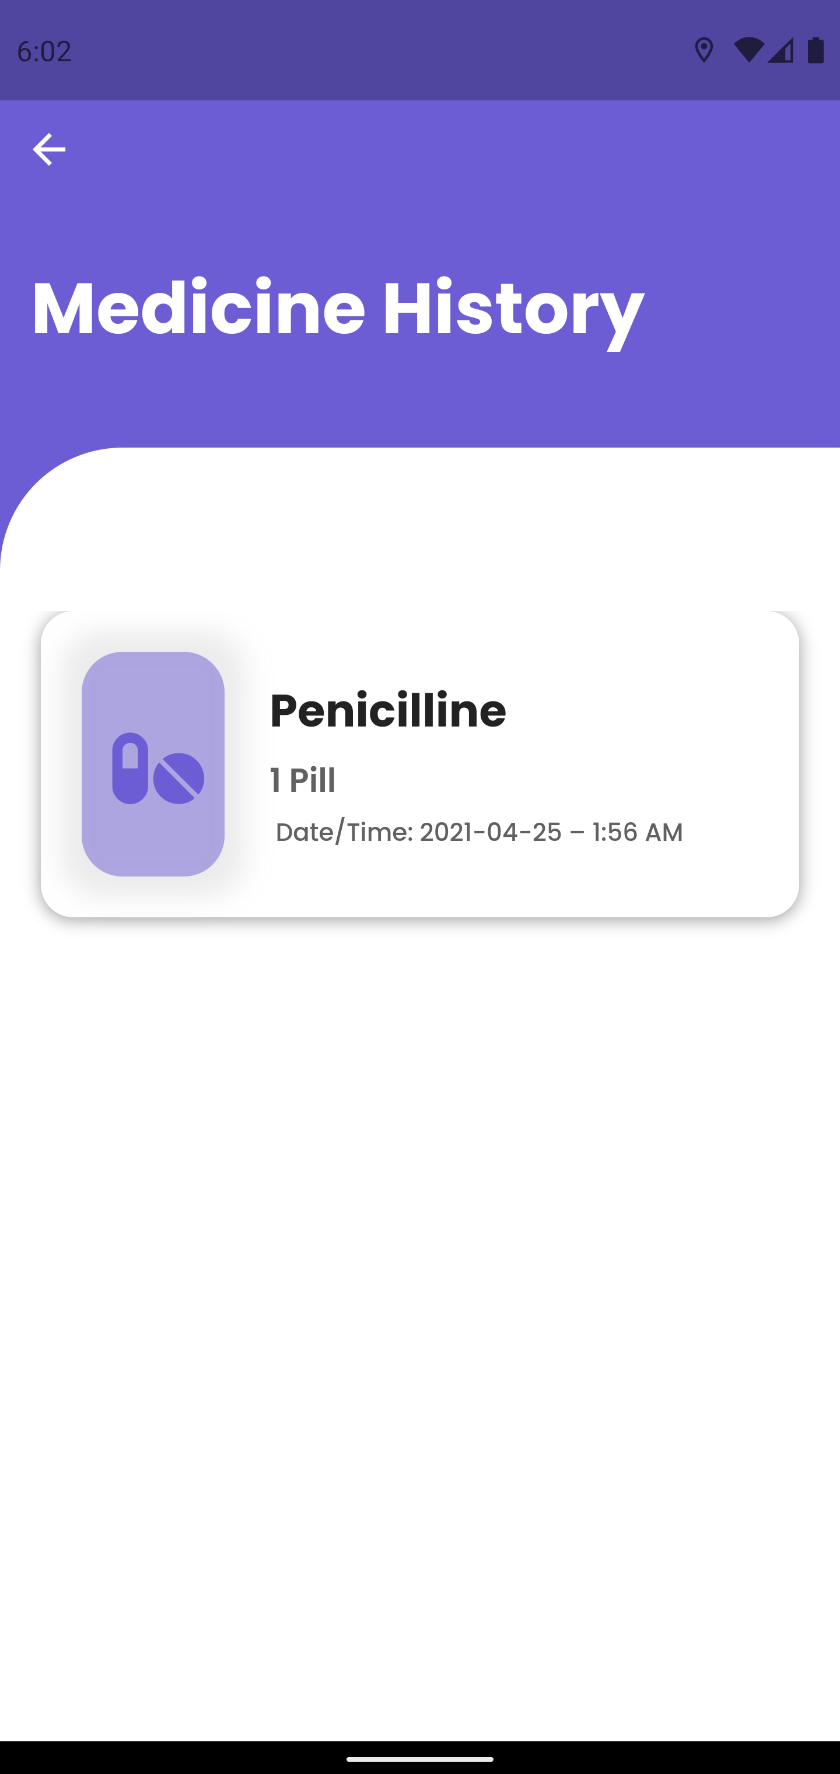 6:02
Medicine History
Penicilline
1 Pill
Date/Time: 2021-04-25 – 1:56 AM